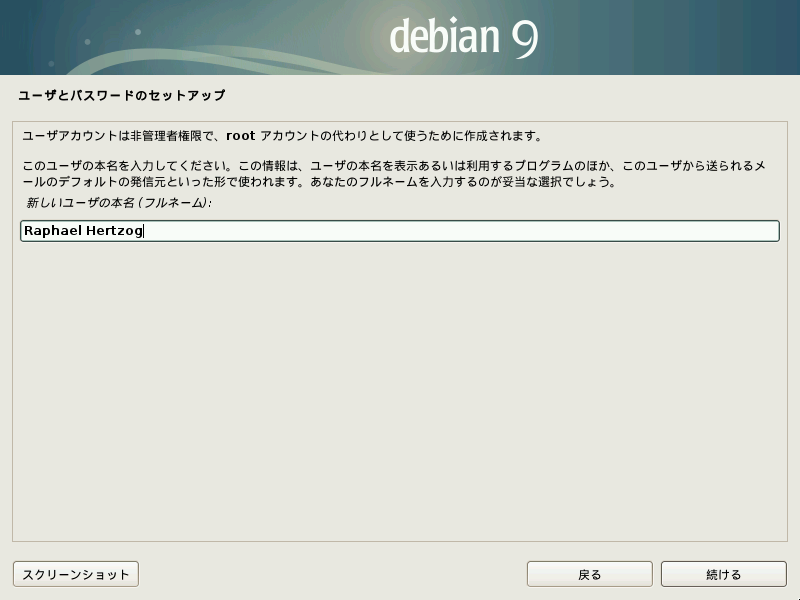 debian 9
ユーザとパスワードのセットアップ
ユーザアカウントは非管理者権限で、root アカウントの代わりとして使うために作成されます。
このユーザの本名を入力してください。この情報は、ユーザの本名を表示あるいは利用するプログラムのほか、このユーザから送られるメ
ールのデフォルトの発信元といった形で使われます。あなたのフルネームを入力するのが妥当な選択でしょう。
新しいユーザの本名 (フルネーム):
Raphael Hertzog
スクリーンショット
戻る
続ける